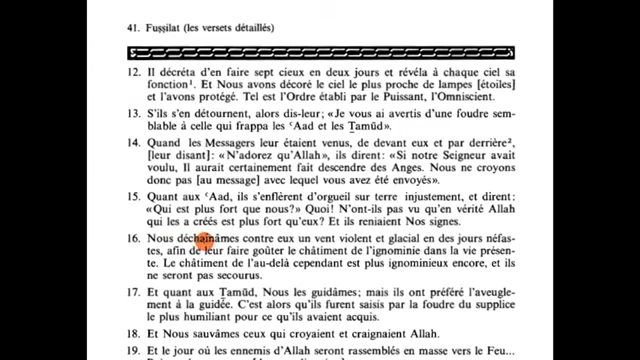 41. Fuṣṣilat (les versets détaillés)
12. Il décréta d'en faire sept cieux en deux jours et révéla à chaque ciel sa
fonction¹. Et Nous avons décoré le ciel le plus proche de lampes [étoiles]
et l'avons protégé. Tel est l'Ordre établi par le Puissant, l'Omniscient.
13. S'ils s'en détournent, alors dis-leur; «Je vous ai avertis d'une foudre sem-
blable à celle qui frappa les ʿAad et les Ṯamūd».
14. Quand les Messagers leur étaient venus, de devant eux et par derrière²,
[leur disant]: «N'adorez qu'Allah», ils dirent: «Si notre Seigneur avait
voulu, Il aurait certainement fait descendre des Anges. Nous ne croyons
donc pas [au message] avec lequel vous avez été envoyés».
15. Quant aux ʿAad, ils s'enflèrent d'orgueil sur terre injustement, et dirent:
«Qui est plus fort que nous?» Quoi! N'ont-ils pas vu qu'en vérité Allah
qui les a créés est plus fort qu'eux? Et ils reniaient Nos signes.
16. Nous déchaînâmes contre eux un vent violent et glacial en des jours néfas-
tes, afin de leur faire goûter le châtiment de l'ignominie dans la vie présen-
te. Le châtiment de l'au-delà cependant est plus ignominieux encore, et ils
ne seront pas secourus.
17. Et quant aux Ṯamūd, Nous les guidâmes; mais ils ont préféré l'aveugle-
ment à la guidée. C'est alors qu'ils furent saisis par la foudre du supplice
le plus humiliant pour ce qu'ils avaient acquis.
18. Et Nous sauvâmes ceux qui croyaient et craignaient Allah.
19. Et le jour où les ennemis d'Allah seront rassemblés en masse vers le Feu...